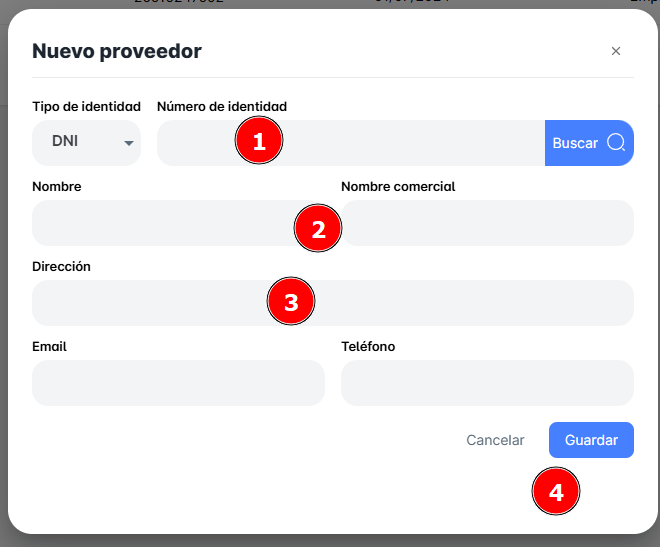 Nuevo proveedor ×
Tipo de identidad Número de identidad
DNI 1 Buscar
Nombre Nombre comercial
2
Dirección
3
Email Teléfono
Cancelar Guardar
4